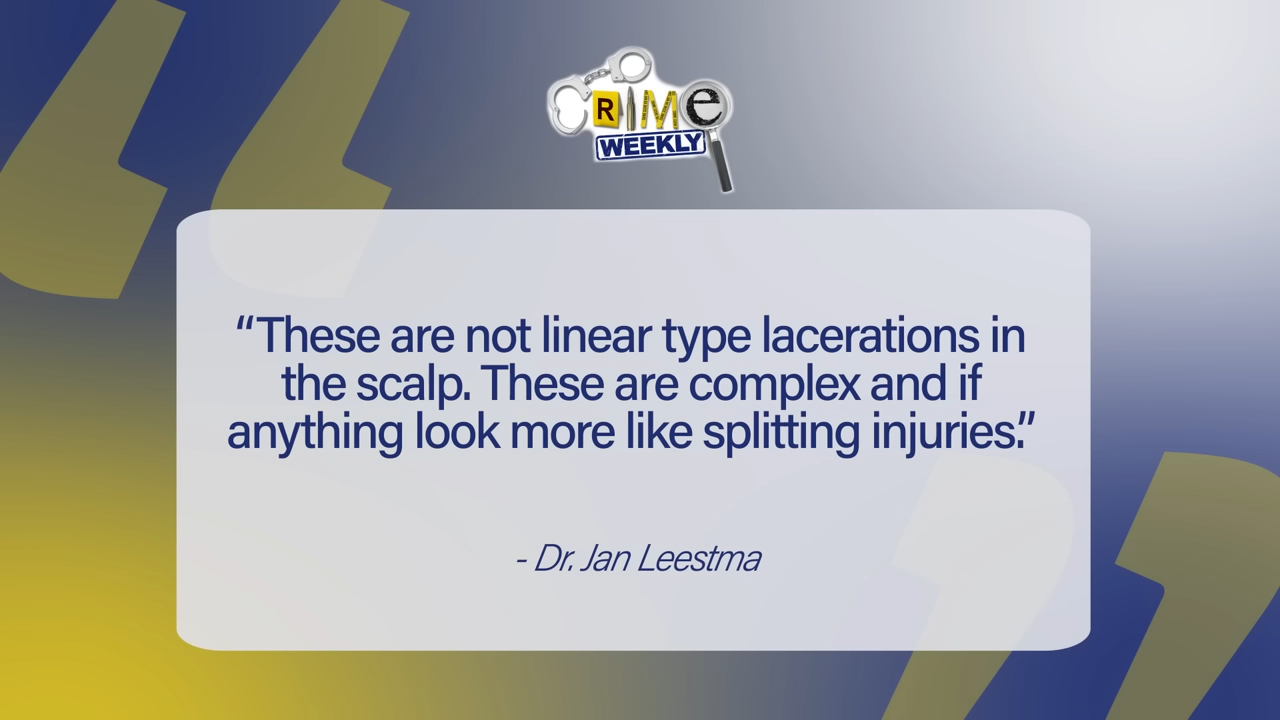 CRIMe
WEEKLY
“These are not linear type lacerations in
the scalp. These are complex and if
anything look more like splitting injuries.”
- Dr. Jan Leestma